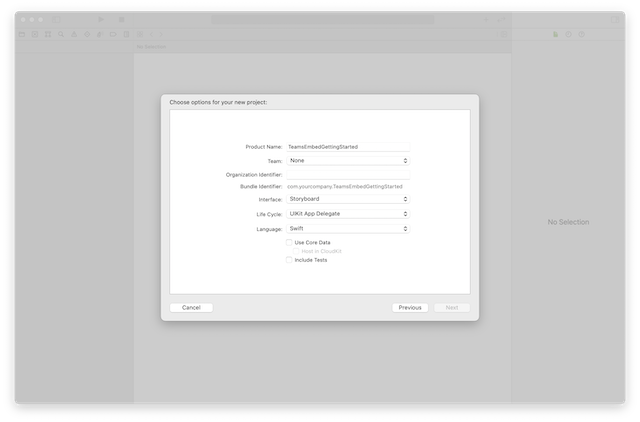 No Selection
Choose options for your new project:
Product Name: TeamsEmbedGettingStarted
Team: None
Organization Identifier:
Bundle Identifier: com.yourcompany.TeamsEmbedGettingStarted
Interface: Storyboard
Life Cycle: UIKit App Delegate
Language: Swift
Use Core Data
Host in CloudKit
Include Tests
No Selection
Cancel
Previous
Next